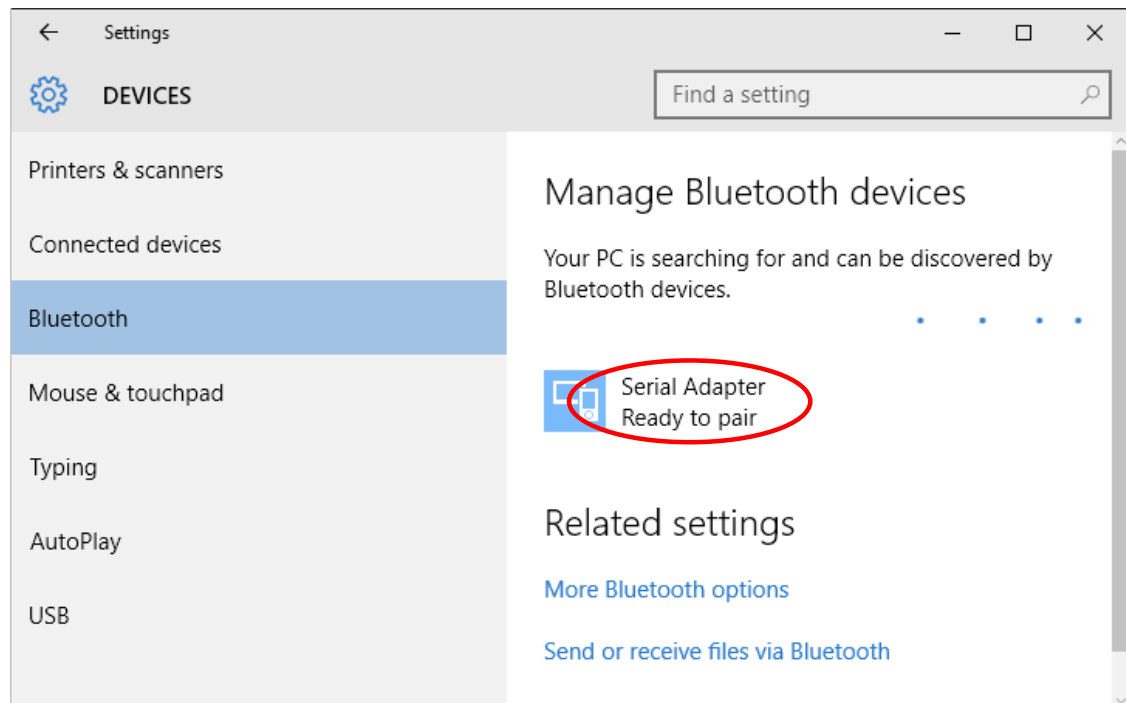 Settings
DEVICES
Find a setting
Printers & scanners
Connected devices
Bluetooth
Mouse & touchpad
Typing
AutoPlay
USB
Manage Bluetooth devices
Your PC is searching for and can be discovered by
Bluetooth devices.
Serial Adapter
Ready to pair
Related settings
More Bluetooth options
Send or receive files via Bluetooth